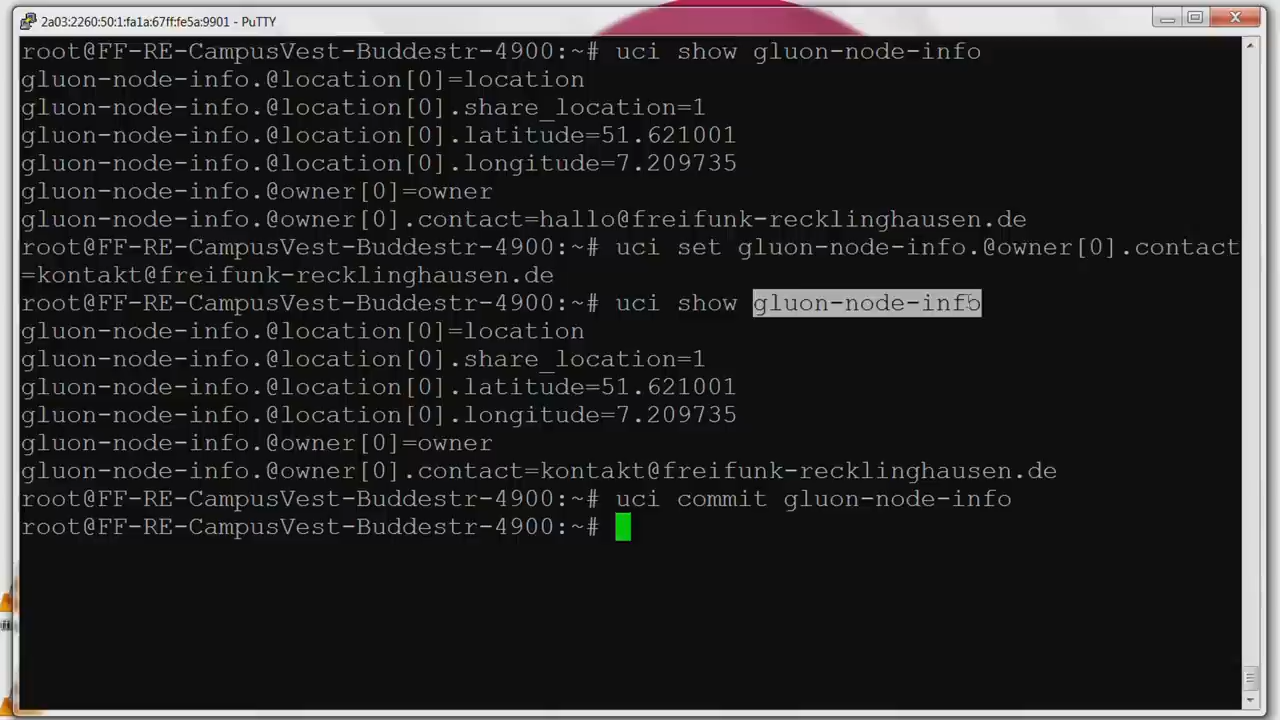 2a03:2260:50:1:fa1a:67ff:fe5a:9901 - PuTTY
root@FF-RE-CampusVest-Buddestr-4900:~# uci show gluon-node-info
gluon-node-info.@location[0]=location
gluon-node-info.@location[0].share_location=1
gluon-node-info.@location[0].latitude=51.621001
gluon-node-info.@location[0].longitude=7.209735
gluon-node-info.@owner[0]=owner
gluon-node-info.@owner[0].contact=hallo@freifunk-recklinghausen.de
root@FF-RE-CampusVest-Buddestr-4900:~# uci set gluon-node-info.@owner[0].contact
=kontakt@freifunk-recklinghausen.de
root@FF-RE-CampusVest-Buddestr-4900:~# uci show gluon-node-info
gluon-node-info.@location[0]=location
gluon-node-info.@location[0].share_location=1
gluon-node-info.@location[0].latitude=51.621001
gluon-node-info.@location[0].longitude=7.209735
gluon-node-info.@owner[0]=owner
gluon-node-info.@owner[0].contact=kontakt@freifunk-recklinghausen.de
root@FF-RE-CampusVest-Buddestr-4900:~# uci commit gluon-node-info
root@FF-RE-CampusVest-Buddestr-4900:~#